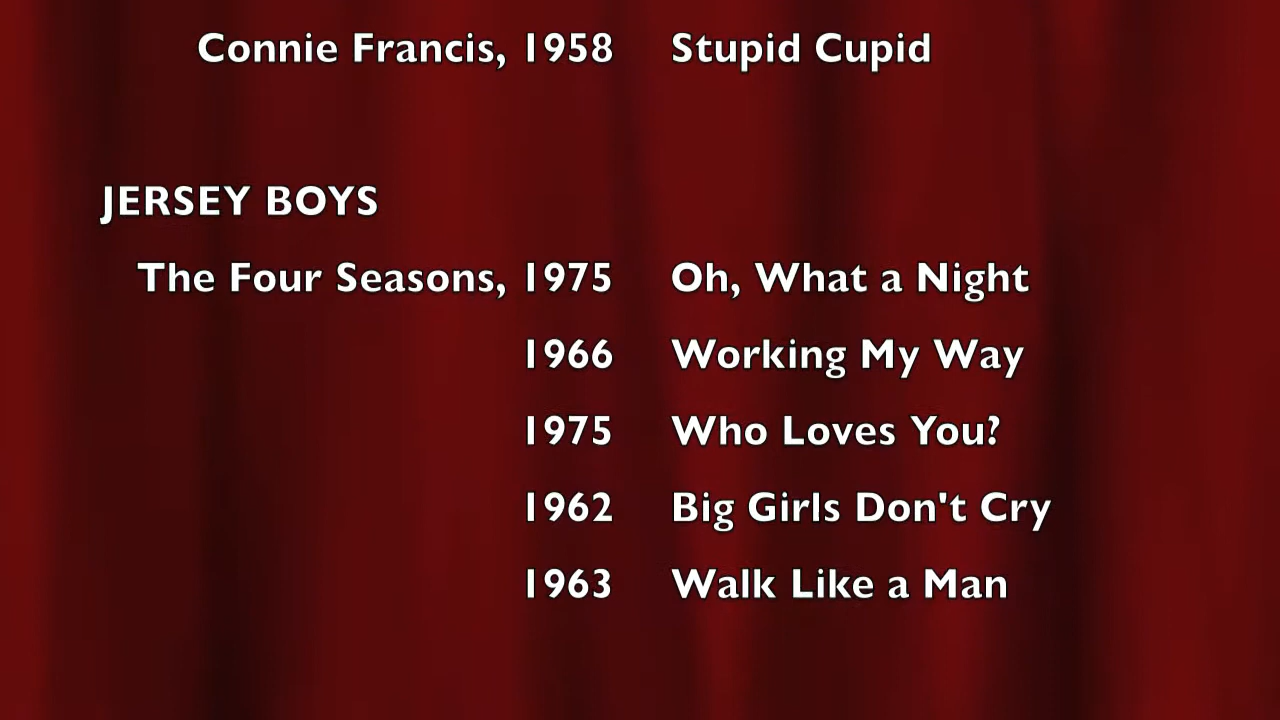 Connie Francis, 1958 Stupid Cupid
JERSEY BOYS
The Four Seasons, 1975 Oh, What a Night
1966 Working My Way
1975 Who Loves You?
1962 Big Girls Don't Cry
1963 Walk Like a Man